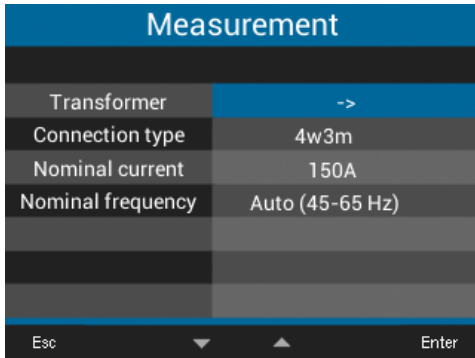 Measurement
Transformer ->
Connection type 4w3m
Nominal current 150A
Nominal frequency Auto (45-65 Hz)
Esc Enter